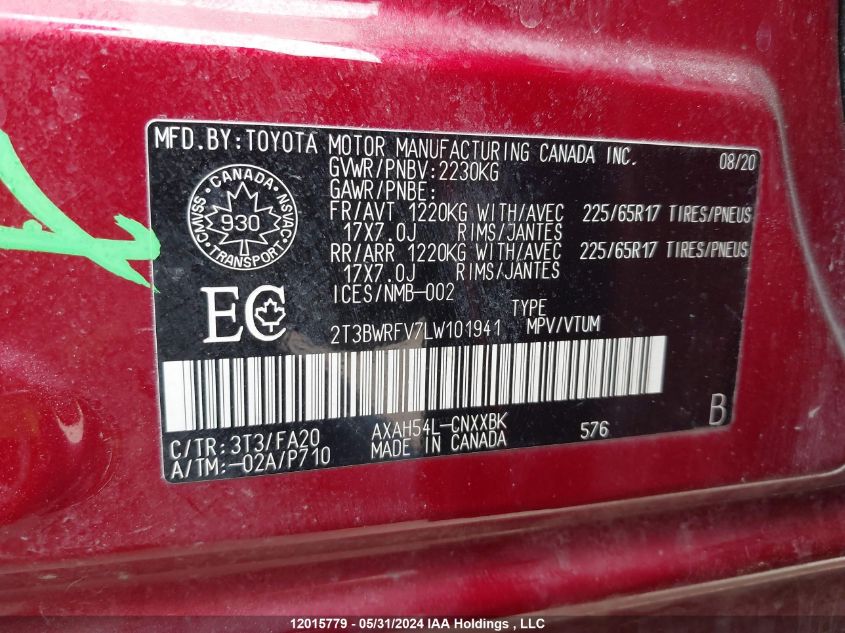 MFD.BY:TOYOTA MOTOR MANUFACTURING CANADA INC. 08/20
GVWR/PNBV:2230KG
GAWR/PNBE:
FR/AVT 1220KG WITH/AVEC 225/65R17 TIRES/PNEUS
17X7.0J RIMS/JANTES
RR/ARR 1220KG WITH/AVEC 225/65R17 TIRES/PNEUS
17X7.0J RIMS/JANTES
ICES/NMB-002
CANADA
CMVSS 930 NSVAC
TRANSPORT
EC
TYPE
2T3BWRFV7LW101941 MPV/VTUM
C/TR:3T3/FA20 AXAH54L-CNXXBK 576 B
A/TM:-02A/P710 MADE IN CANADA
12015779 - 05/31/2024 IAA Holdings , LLC